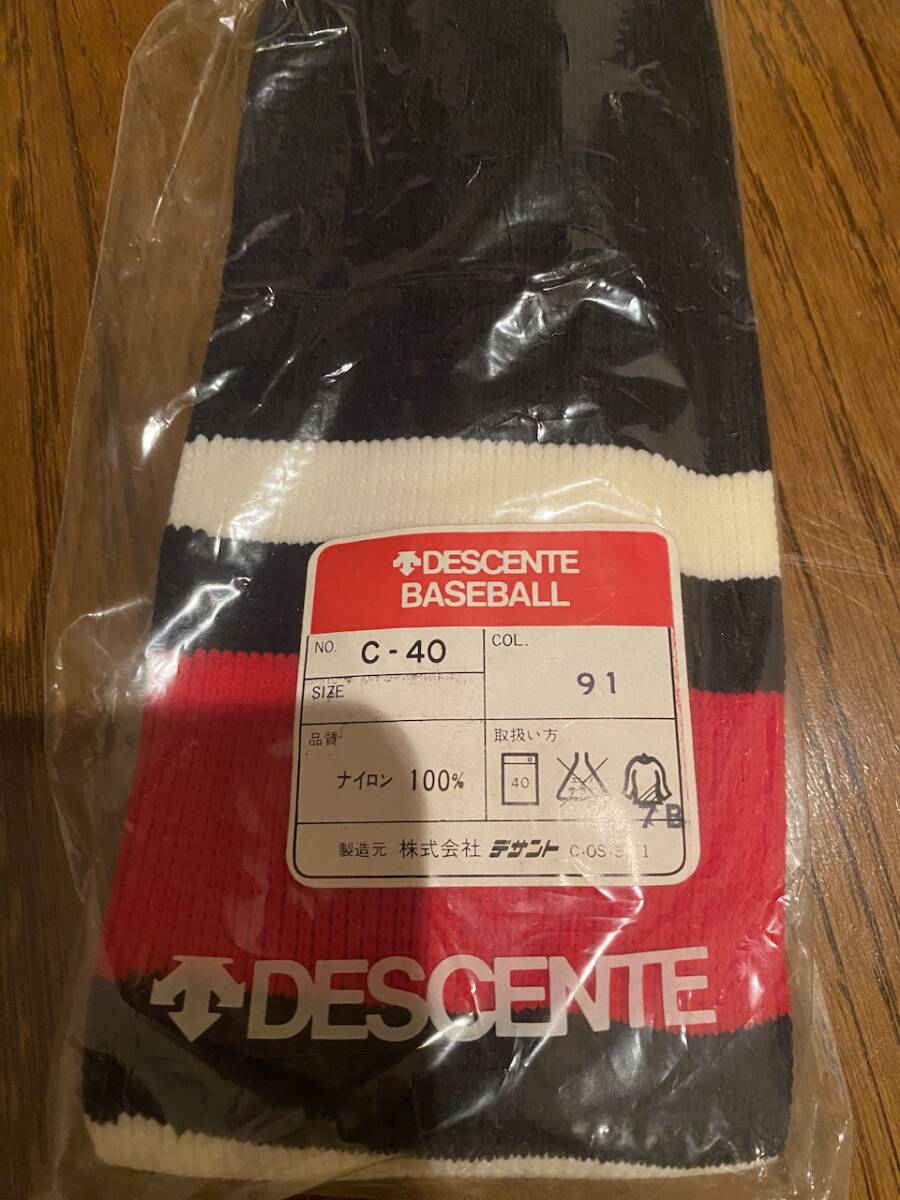 DESCENTE
BASEBALL
NO. C-40
COL. 91
SIZE
品質
ナイロン 100%
取扱い方
40
製造元 株式会社 デサント
7B
DESCENTE